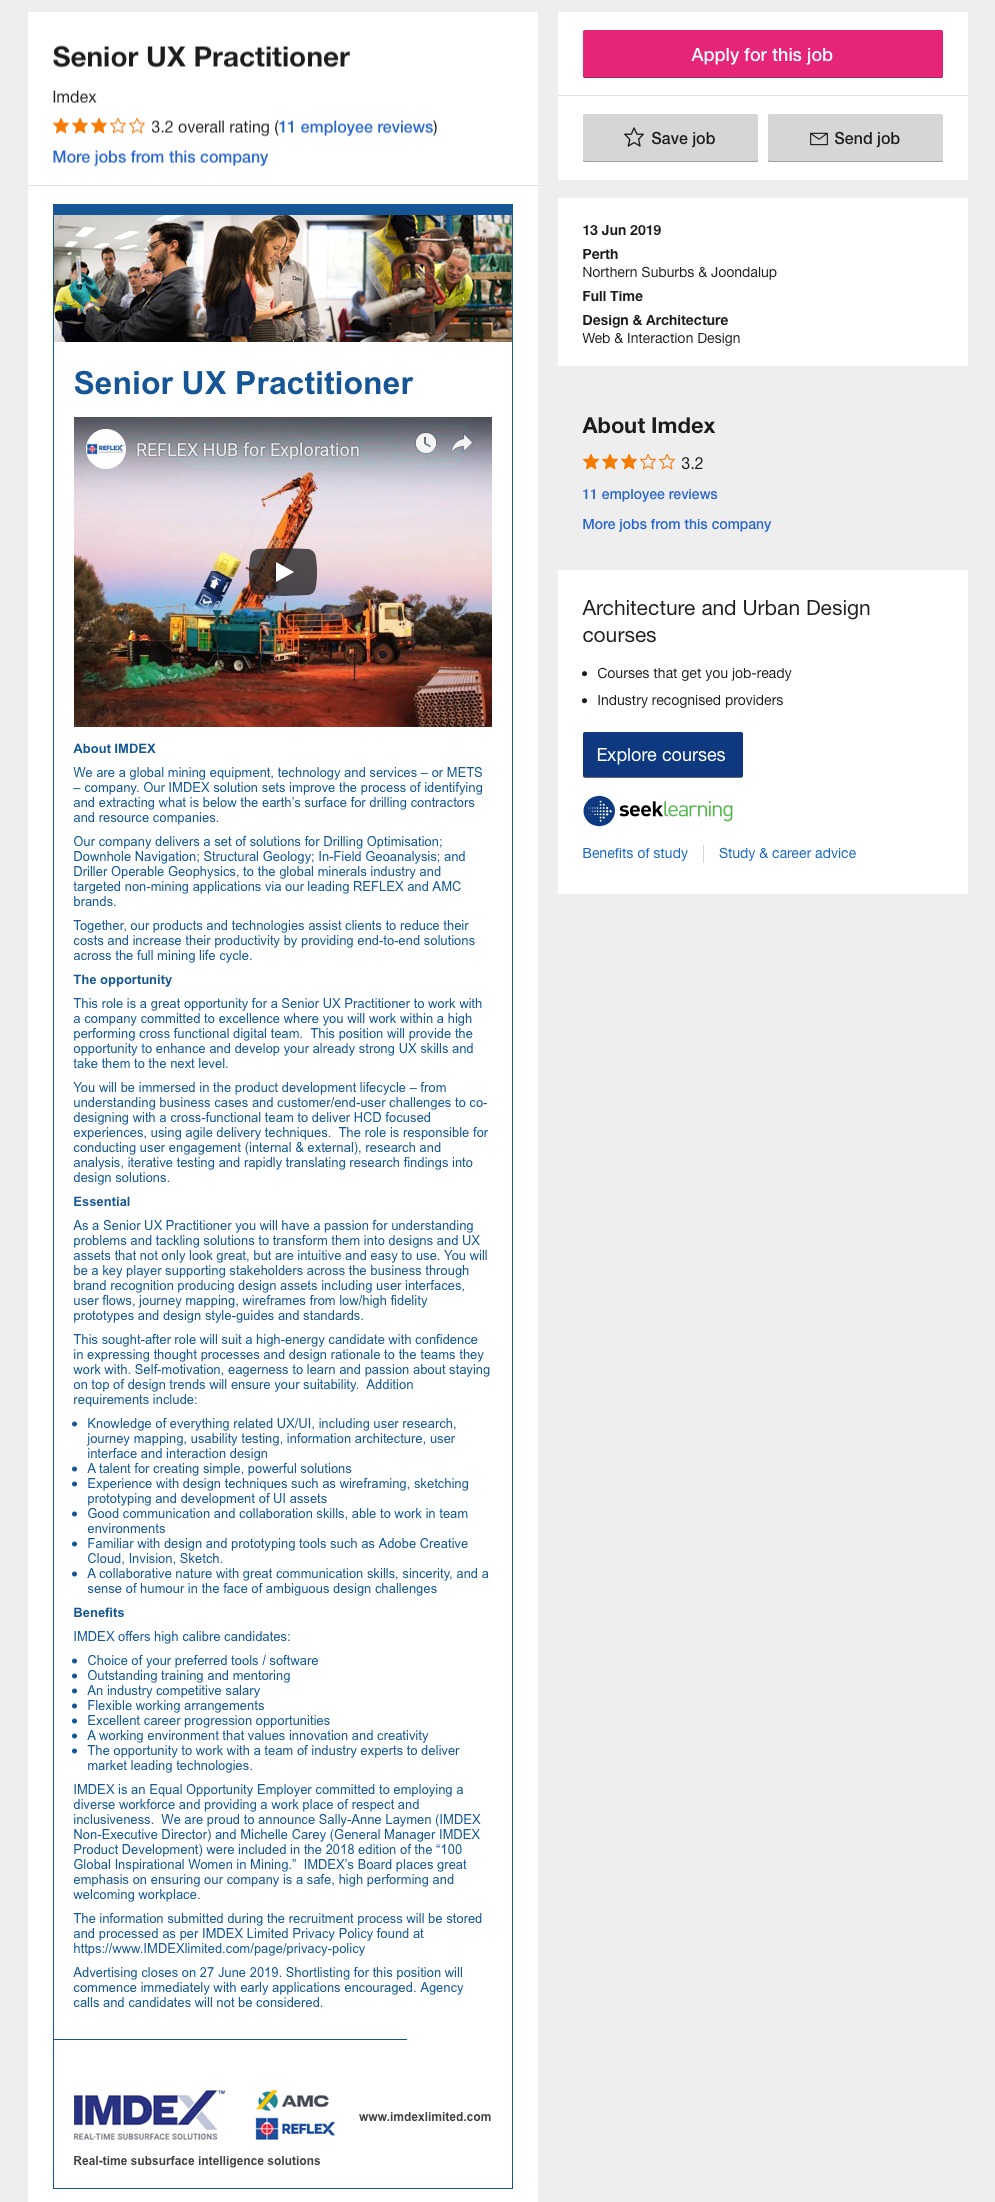 Senior UX Practitioner
Imdex
3.2 overall rating (11 employee reviews)
More jobs from this company
Senior UX Practitioner
REFLEX
REFLEX HUB for Exploration
About IMDEX
We are a global mining equipment, technology and services – or METS
– company. Our IMDEX solution sets improve the process of identifying
and extracting what is below the earth's surface for drilling contractors
and resource companies.
Our company delivers a set of solutions for Drilling Optimisation;
Downhole Navigation; Structural Geology; In-Field Geoanalysis; and
Driller Operable Geophysics, to the global minerals industry and
targeted non-mining applications via our leading REFLEX and AMC
brands.
Together, our products and technologies assist clients to reduce their
costs and increase their productivity by providing end-to-end solutions
across the full mining life cycle.
The opportunity
This role is a great opportunity for a Senior UX Practitioner to work with
a company committed to excellence where you will work within a high
performing cross functional digital team.  This position will provide the
opportunity to enhance and develop your already strong UX skills and
take them to the next level.
You will be immersed in the product development lifecycle – from
understanding business cases and customer/end-user challenges to co-
designing with a cross-functional team to deliver HCD focused
experiences, using agile delivery techniques.  The role is responsible for
conducting user engagement (internal & external), research and
analysis, iterative testing and rapidly translating research findings into
design solutions.
Essential
As a Senior UX Practitioner you will have a passion for understanding
problems and tackling solutions to transform them into designs and UX
assets that not only look great, but are intuitive and easy to use. You will
be a key player supporting stakeholders across the business through
brand recognition producing design assets including user interfaces,
user flows, journey mapping, wireframes from low/high fidelity
prototypes and design style-guides and standards.
This sought-after role will suit a high-energy candidate with confidence
in expressing thought processes and design rationale to the teams they
work with. Self-motivation, eagerness to learn and passion about staying
on top of design trends will ensure your suitability.  Addition
requirements include:
• Knowledge of everything related UX/UI, including user research,
journey mapping, usability testing, information architecture, user
interface and interaction design
• A talent for creating simple, powerful solutions
• Experience with design techniques such as wireframing, sketching
prototyping and development of UI assets
• Good communication and collaboration skills, able to work in team
environments
• Familiar with design and prototyping tools such as Adobe Creative
Cloud, Invision, Sketch.
• A collaborative nature with great communication skills, sincerity, and a
sense of humour in the face of ambiguous design challenges
Benefits
IMDEX offers high calibre candidates:
• Choice of your preferred tools / software
• Outstanding training and mentoring
• An industry competitive salary
• Flexible working arrangements
• Excellent career progression opportunities
• A working environment that values innovation and creativity
• The opportunity to work with a team of industry experts to deliver
market leading technologies.
IMDEX is an Equal Opportunity Employer committed to employing a
diverse workforce and providing a work place of respect and
inclusiveness.  We are proud to announce Sally-Anne Laymen (IMDEX
Non-Executive Director) and Michelle Carey (General Manager IMDEX
Product Development) were included in the 2018 edition of the “100
Global Inspirational Women in Mining.”  IMDEX's Board places great
emphasis on ensuring our company is a safe, high performing and
welcoming workplace.
The information submitted during the recruitment process will be stored
and processed as per IMDEX Limited Privacy Policy found at
https://www.IMDEXlimited.com/page/privacy-policy
Advertising closes on 27 June 2019. Shortlisting for this position will
commence immediately with early applications encouraged. Agency
calls and candidates will not be considered.
IMDEX™
REAL-TIME SUBSURFACE SOLUTIONS
AMC
REFLEX
www.imdexlimited.com
Real-time subsurface intelligence solutions
Apply for this job
Save job
Send job
13 Jun 2019
Perth
Northern Suburbs & Joondalup
Full Time
Design & Architecture
Web & Interaction Design
About Imdex
3.2
11 employee reviews
More jobs from this company
Architecture and Urban Design
courses
• Courses that get you job-ready
• Industry recognised providers
Explore courses
seeklearning
Benefits of study
Study & career advice